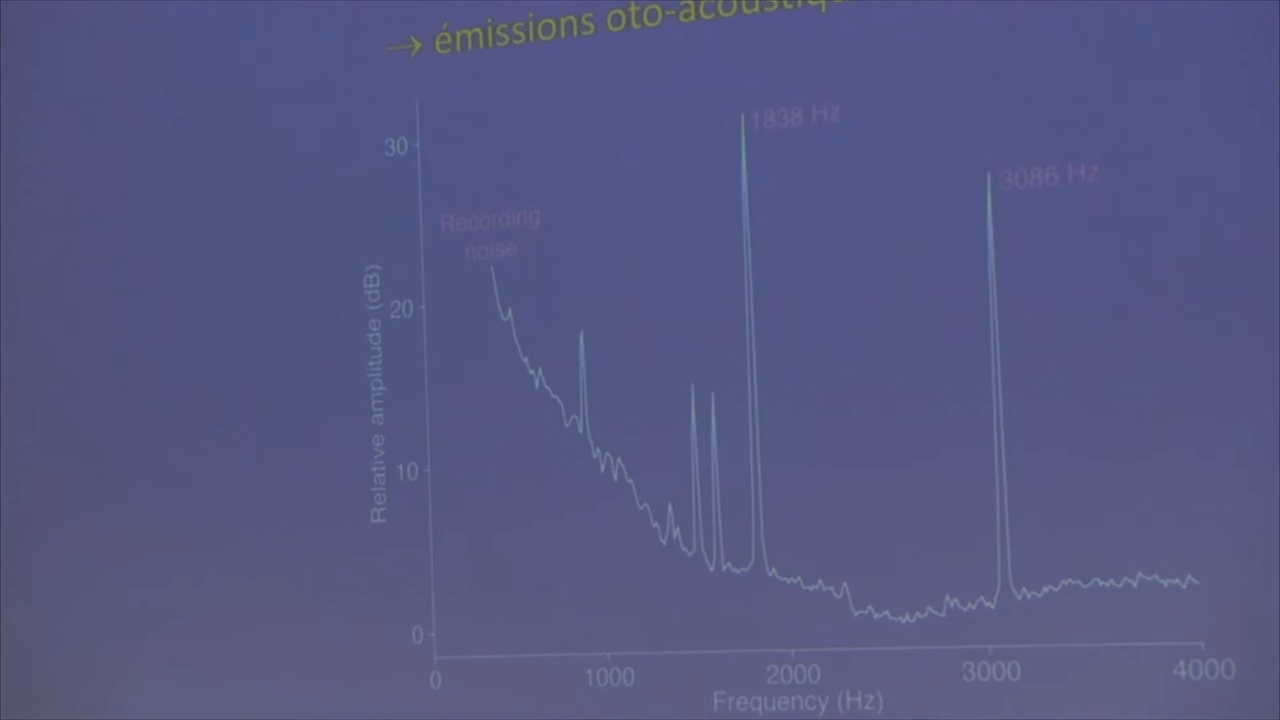 → émissions oto-acoustiqu
30
20
10
0
Relative amplitude (dB)
Recording
noise
1838 Hz
3086 Hz
0 1000 2000 3000 4000
Frequency (Hz)